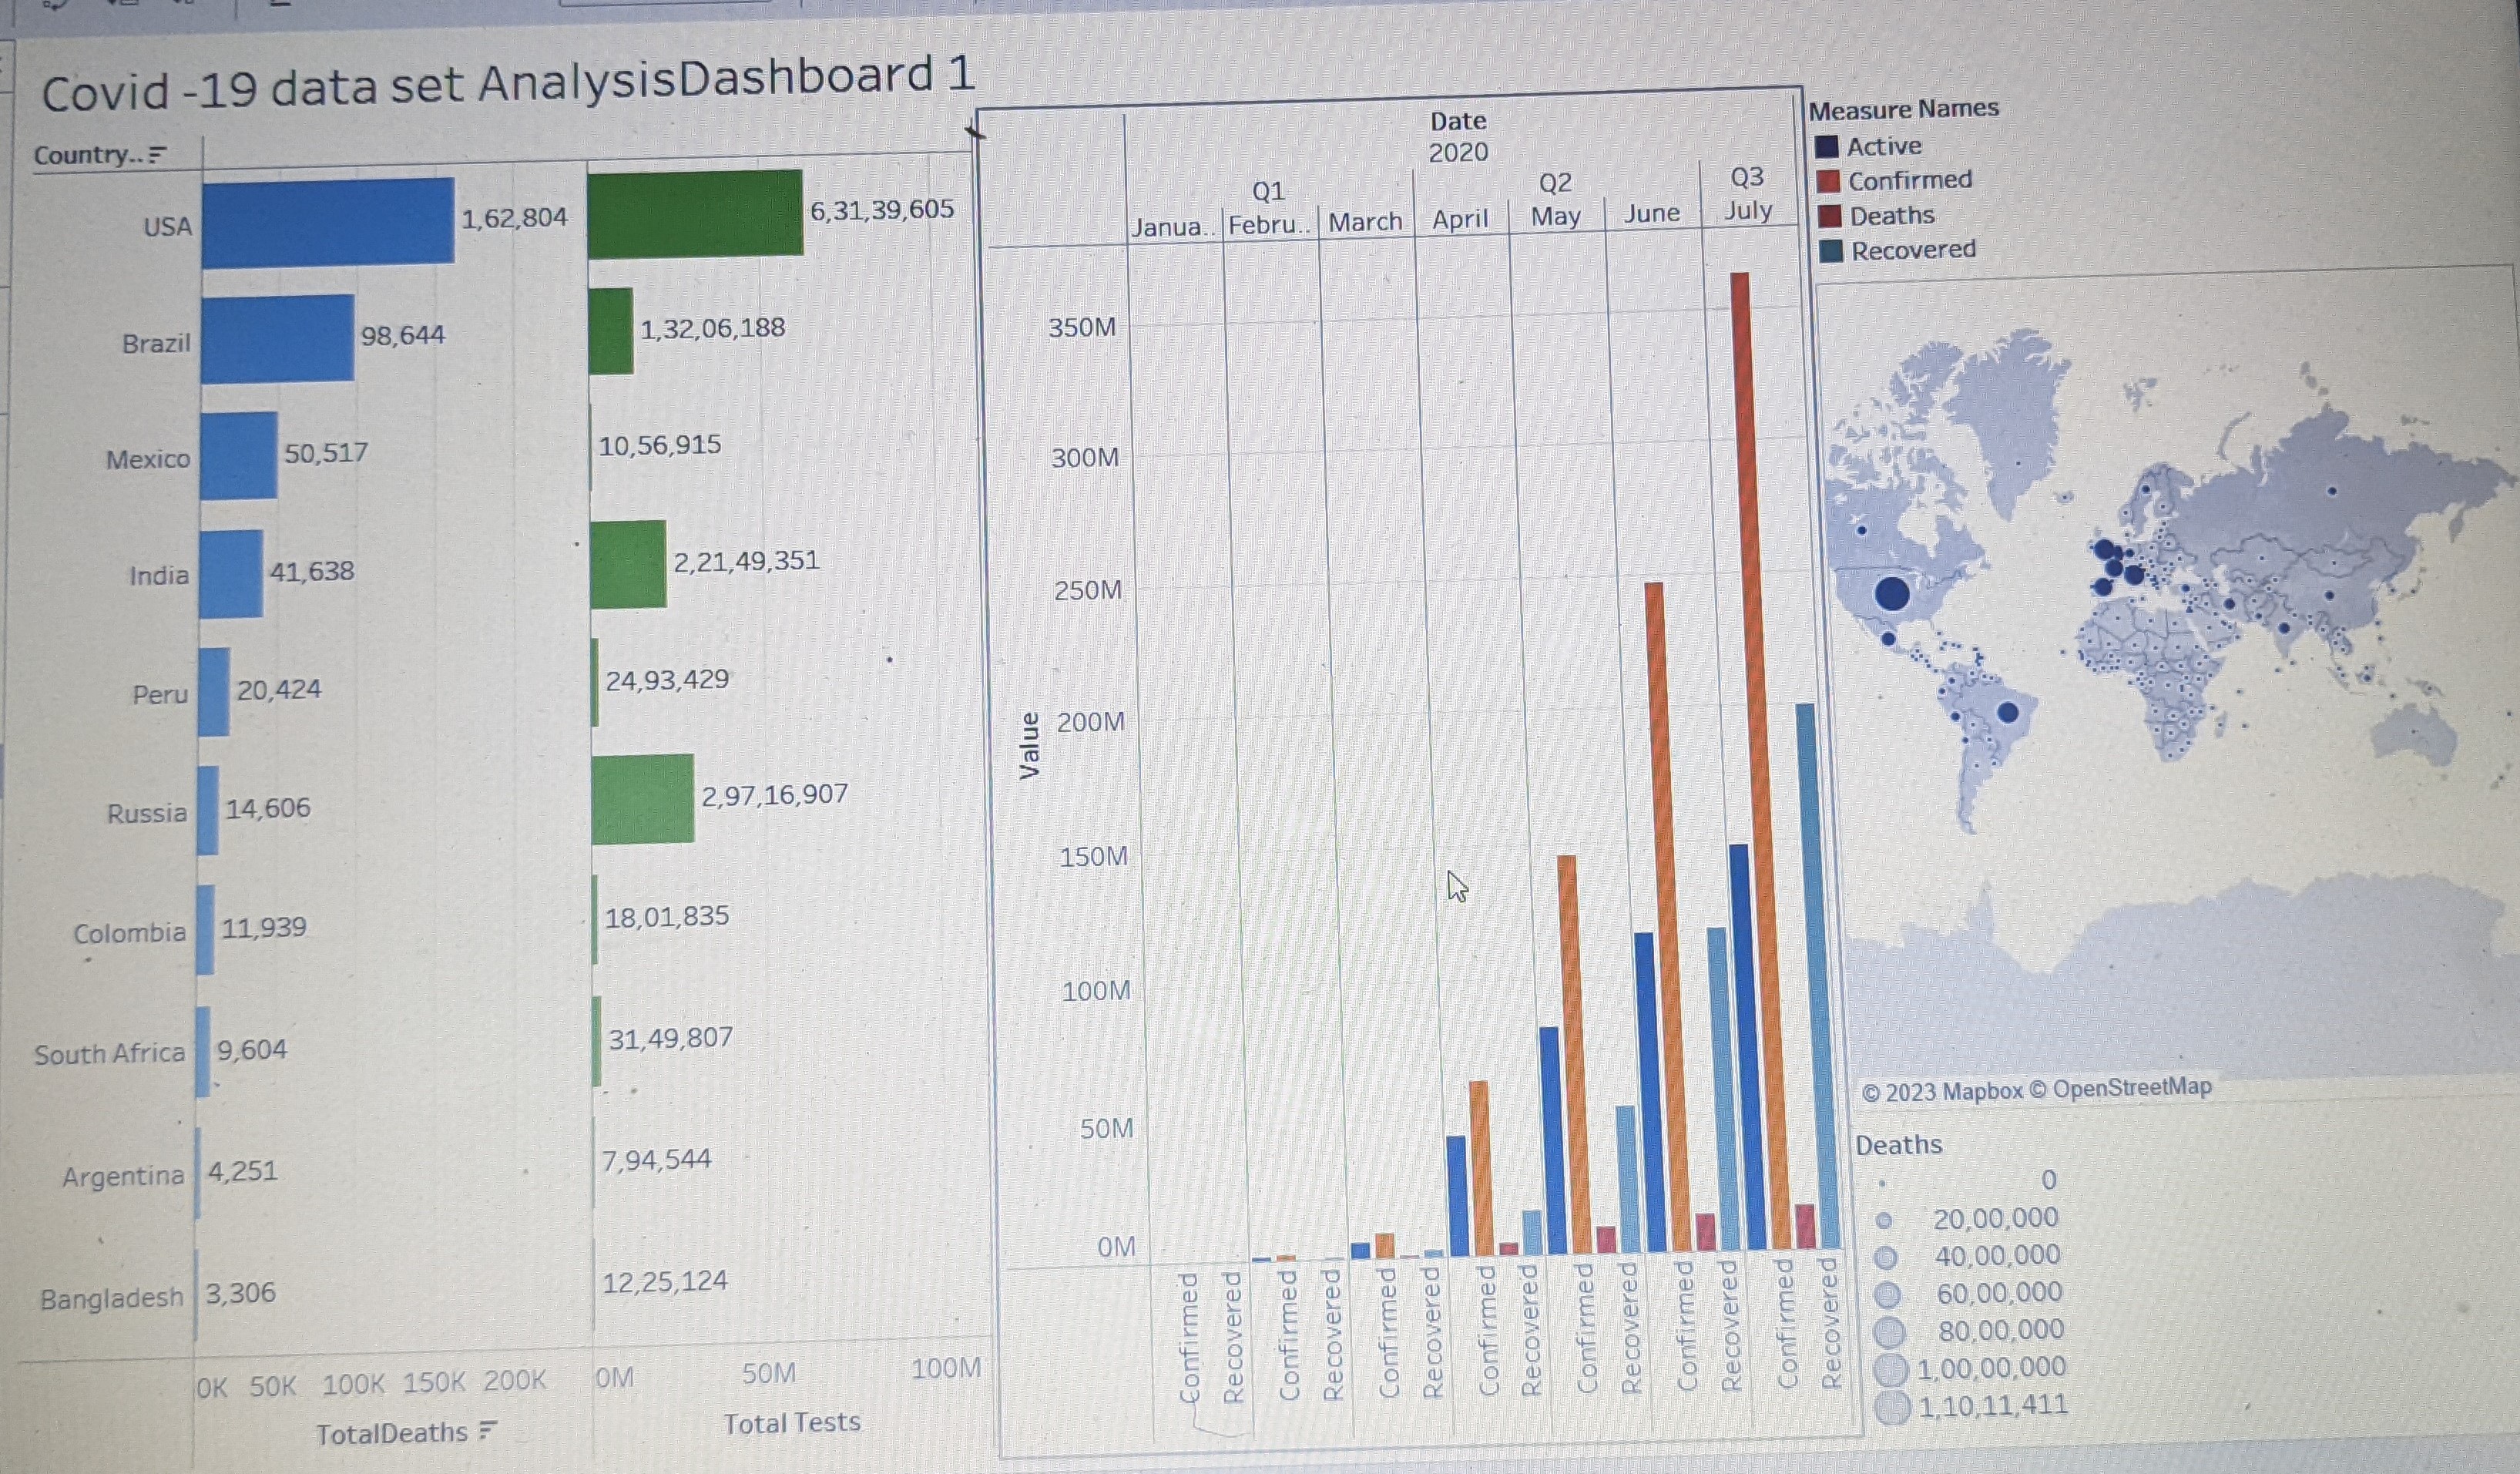 Covid -19 data set AnalysisDashboard 1
Country..
USA 1,62,804 6,31,39,605
Brazil 98,644 1,32,06,188
Mexico 50,517 10,56,915
India 41,638 2,21,49,351
Peru 20,424 24,93,429
Russia 14,606 2,97,16,907
Colombia 11,939 18,01,835
South Africa 9,604 31,49,807
Argentina 4,251 7,94,544
Bangladesh 3,306 12,25,124
0K 50K 100K 150K 200K 0M 50M 100M
TotalDeaths Total Tests
Date
2020
Q1 Q2 Q3
Janua.. Febru.. March April May June July
Value
350M
300M
250M
200M
150M
100M
50M
0M
Confirmed Recovered Confirmed Recovered Confirmed Recovered Confirmed Recovered Confirmed Recovered Confirmed Recovered Confirmed Recovered
Measure Names
Active
Confirmed
Deaths
Recovered
© 2023 Mapbox © OpenStreetMap
Deaths
0
20,00,000
40,00,000
60,00,000
80,00,000
1,00,00,000
1,10,11,411